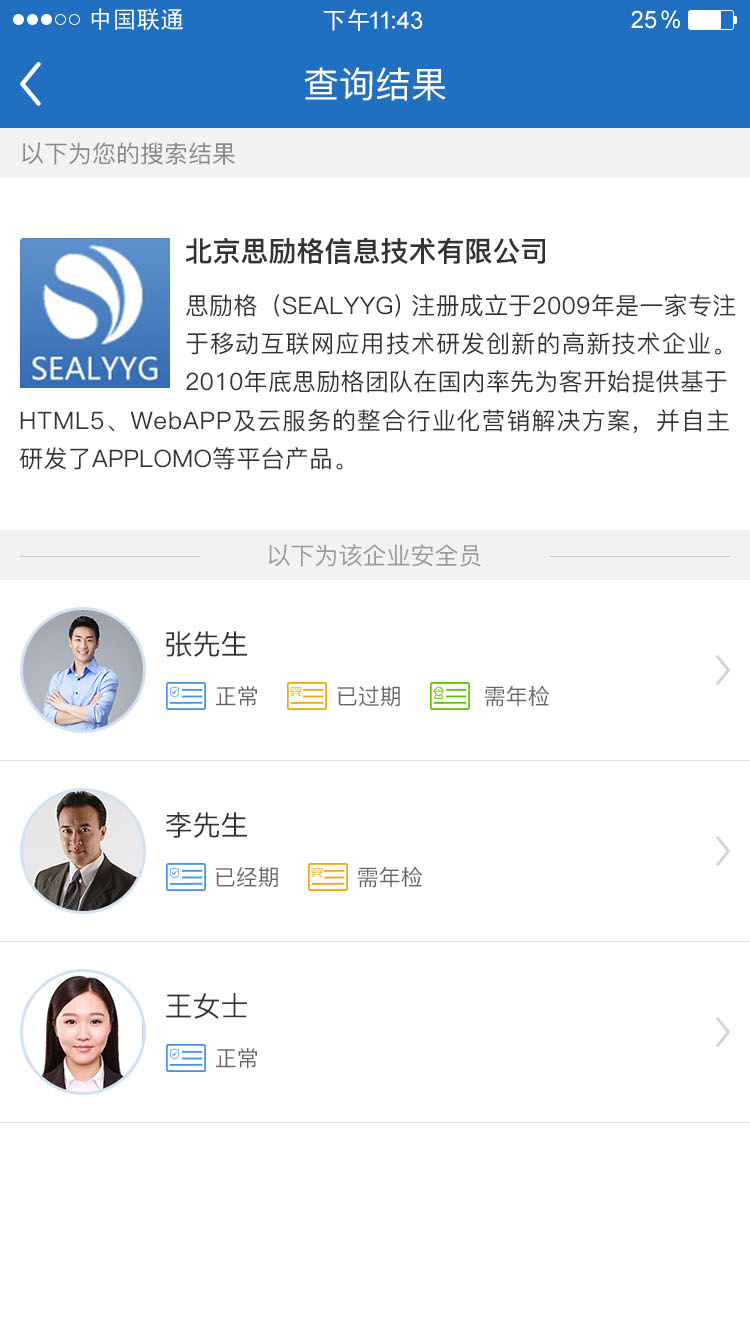 中国联通 下午11:43 25%
查询结果
以下为您的搜索结果
北京思励格信息技术有限公司
思励格（SEALYYG) 注册成立于2009年是一家专注
于移动互联网应用技术研发创新的高新技术企业。
SEALYYG
2010年底思励格团队在国内率先为客开始提供基于
HTML5、WebAPP及云服务的整合行业化营销解决方案，并自主
研发了APPLOMO等平台产品。
以下为该企业安全员
张先生
正常 已过期 需年检
李先生
已经期 需年检
王女士
正常